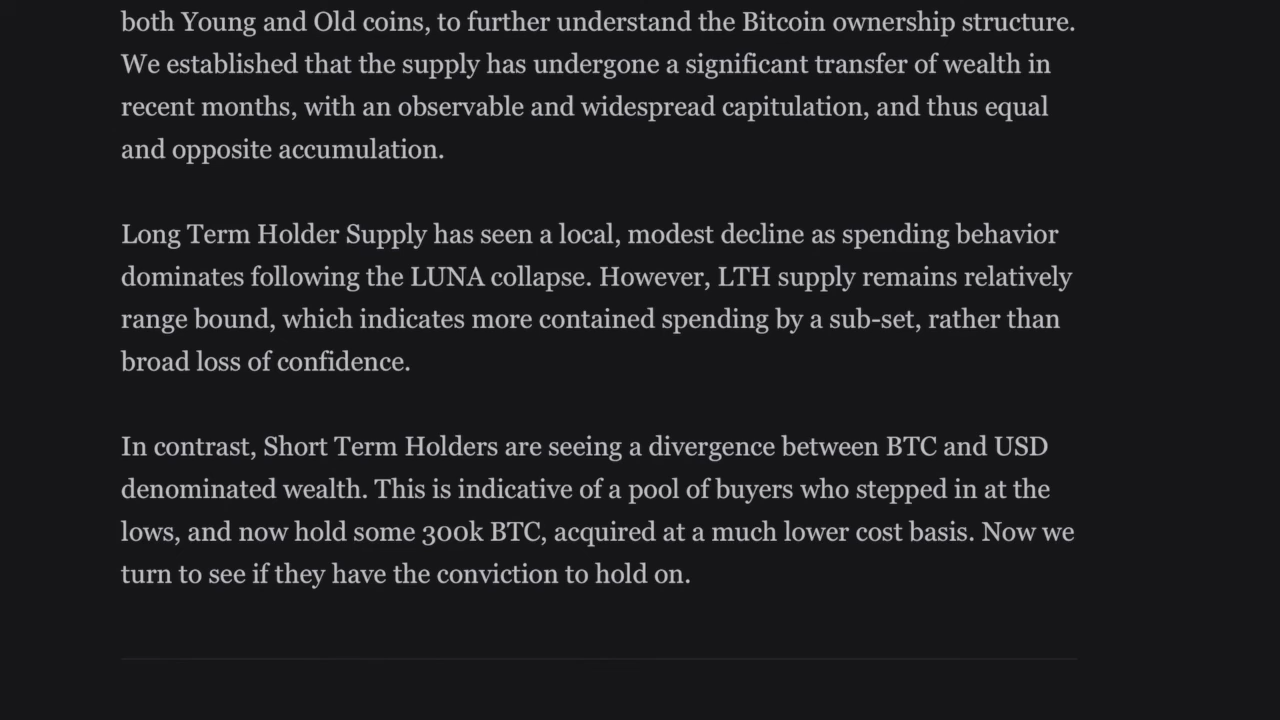 both Young and Old coins, to further understand the Bitcoin ownership structure.
We established that the supply has undergone a significant transfer of wealth in
recent months, with an observable and widespread capitulation, and thus equal
and opposite accumulation.
Long Term Holder Supply has seen a local, modest decline as spending behavior
dominates following the LUNA collapse. However, LTH supply remains relatively
range bound, which indicates more contained spending by a sub-set, rather than
broad loss of confidence.
In contrast, Short Term Holders are seeing a divergence between BTC and USD
denominated wealth. This is indicative of a pool of buyers who stepped in at the
lows, and now hold some 300k BTC, acquired at a much lower cost basis. Now we
turn to see if they have the conviction to hold on.